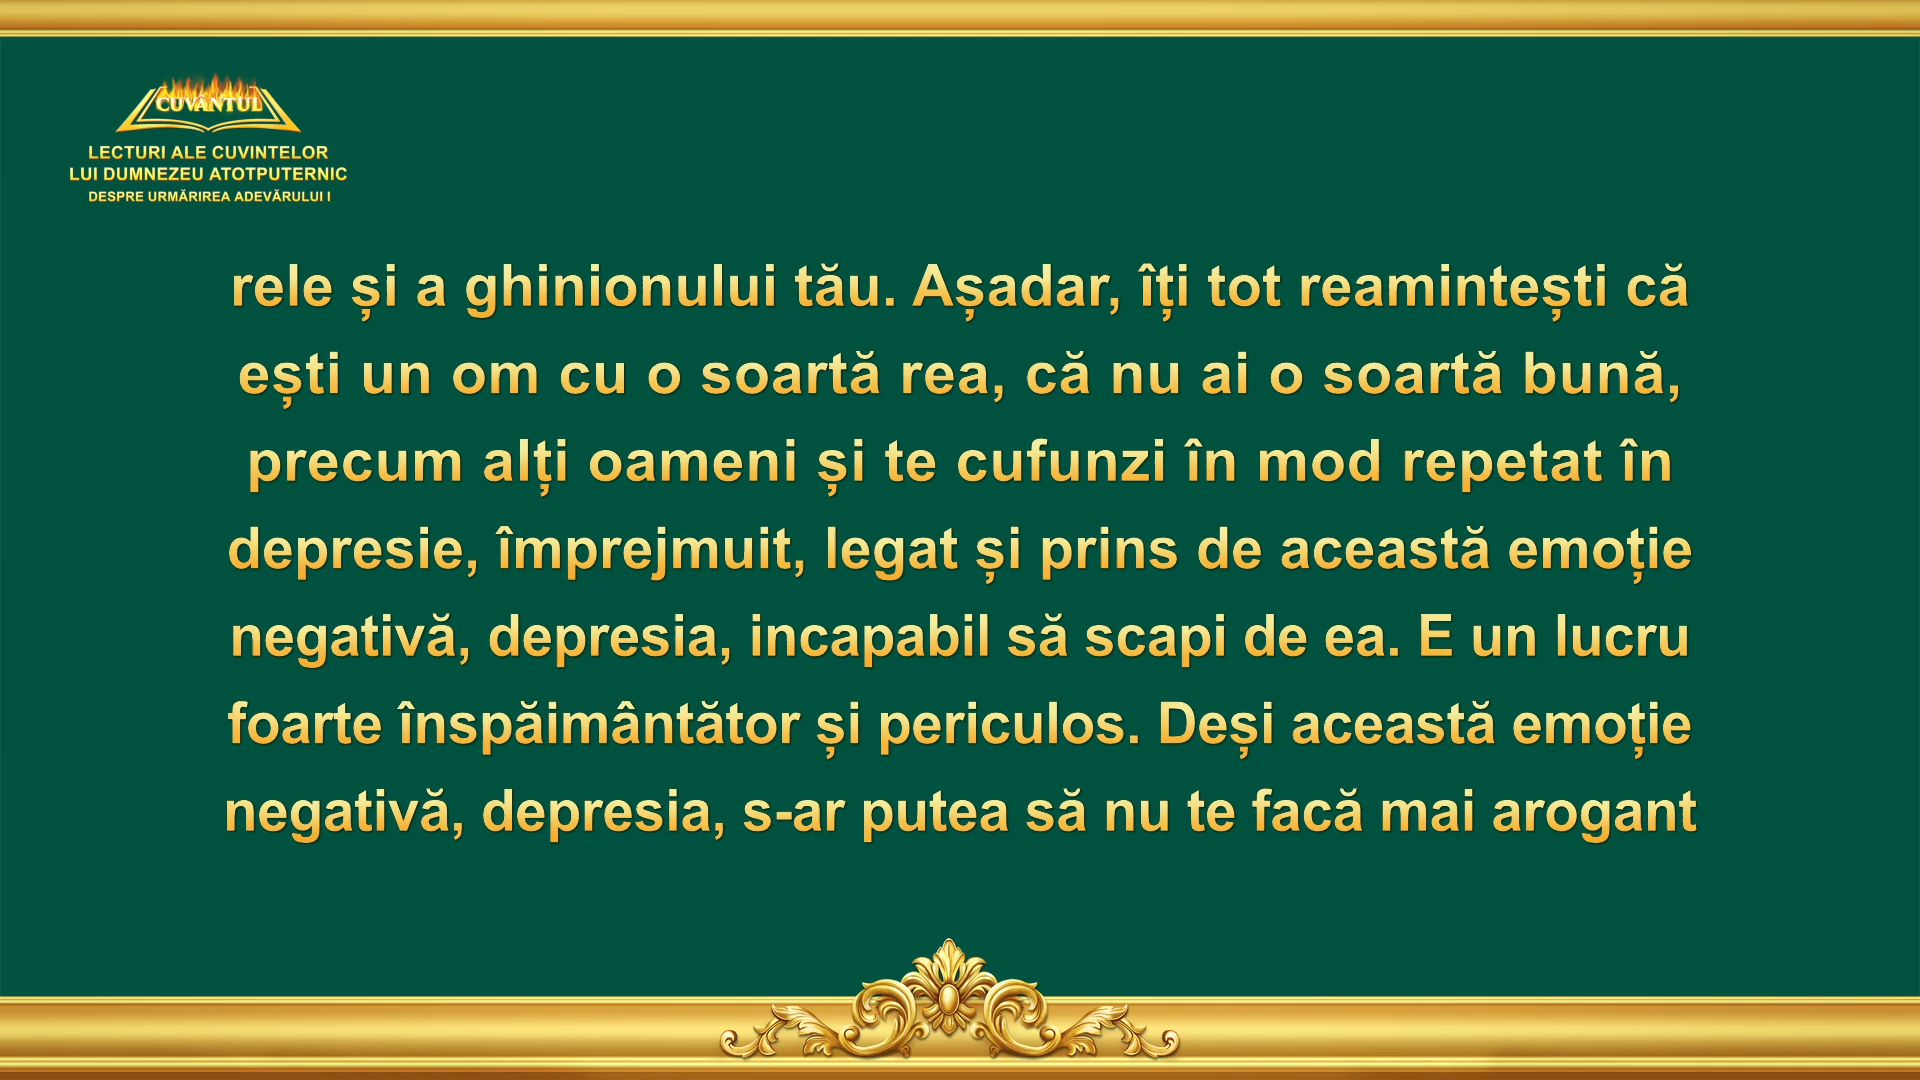 CUVÂNTUL
LECTURI ALE CUVINTELOR
LUI DUMNEZEU ATOTPUTERNIC
DESPRE URMĂRIREA ADEVĂRULUI I
rele și a ghinionului tău. Așadar, îți tot reamintești că
ești un om cu o soartă rea, că nu ai o soartă bună,
precum alți oameni și te cufunzi în mod repetat în
depresie, împrejmuit, legat și prins de această emoție
negativă, depresia, incapabil să scapi de ea. E un lucru
foarte înspăimântător și periculos. Deși această emoție
negativă, depresia, s-ar putea să nu te facă mai arogant